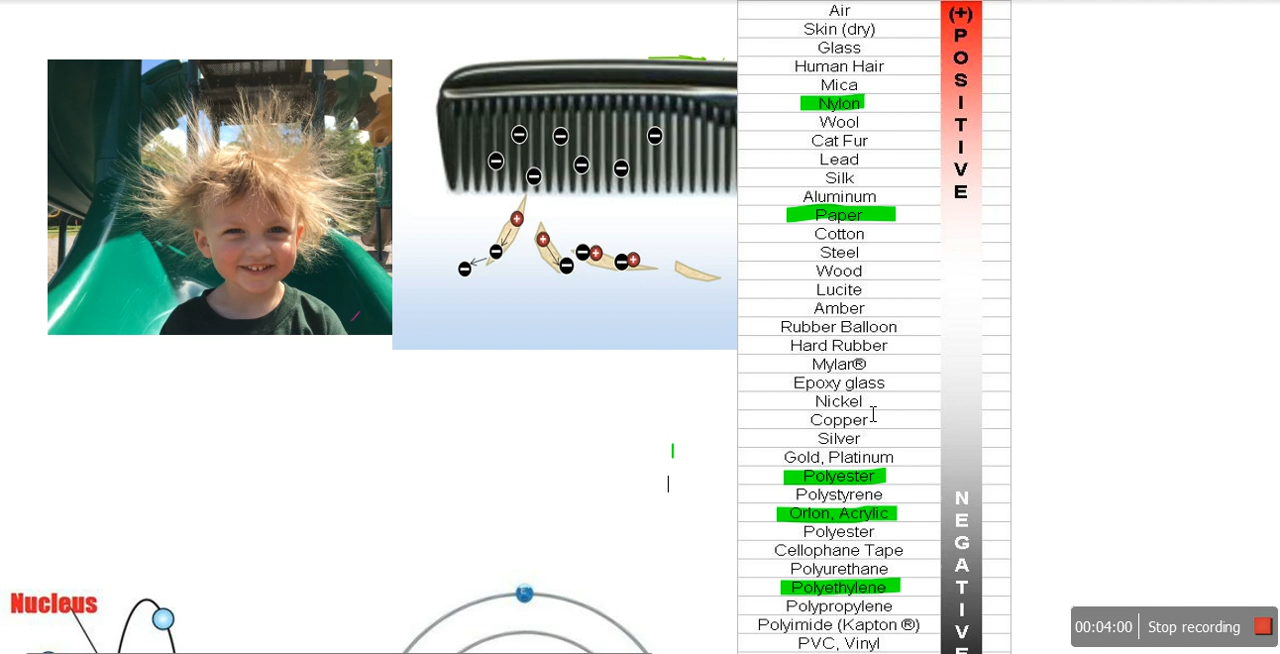 Air
Skin (dry)
Glass
Human Hair
Mica
Nylon
Wool
Cat Fur
Lead
Silk
Aluminum
Paper
Cotton
Steel
Wood
Lucite
Amber
Rubber Balloon
Hard Rubber
Mylar®
Epoxy glass
Nickel
Copper
Silver
Gold, Platinum
Polyester
Polystyrene
Orlon, Acrylic
Polyester
Cellophane Tape
Polyurethane
Polyethylene
Polypropylene
Polyimide (Kapton ®)
PVC, Vinyl
(+)
POSITIVE
NEGATIVE
Nucleus
00:04:00 Stop recording